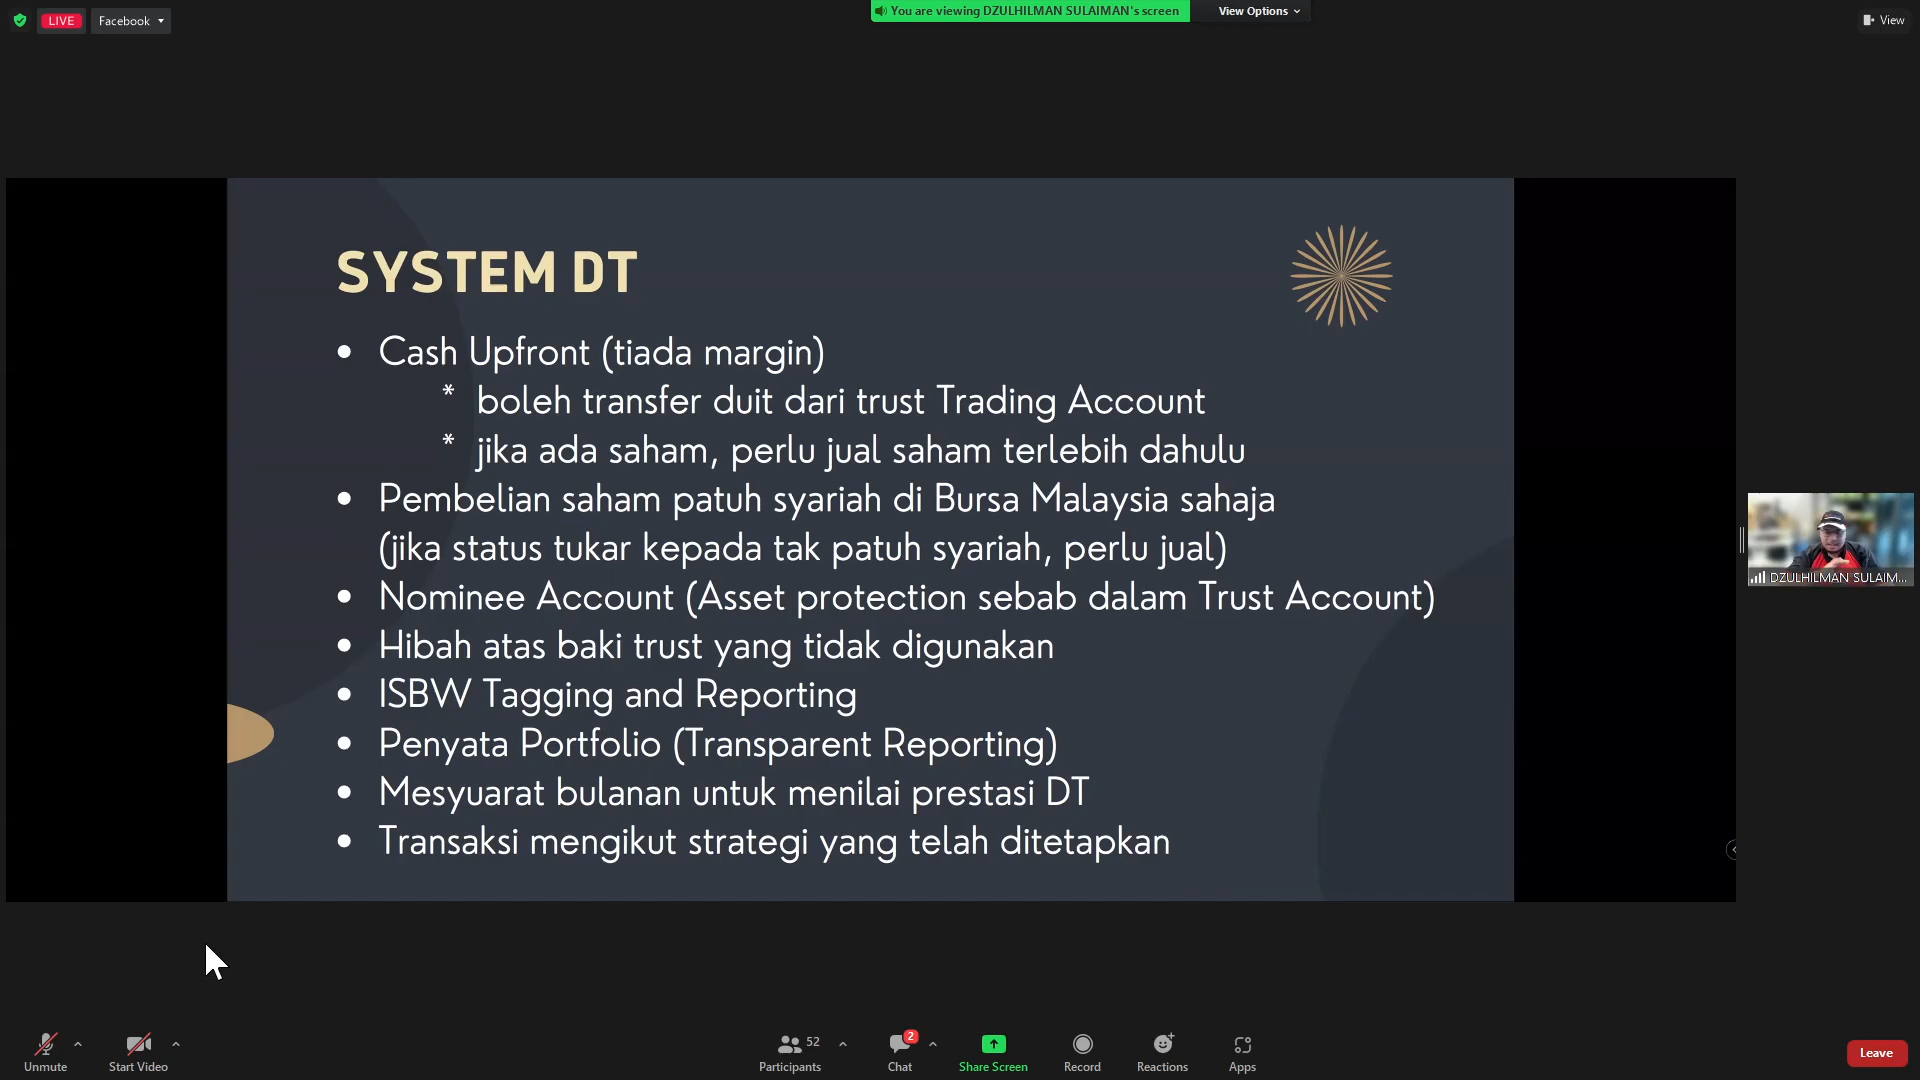 LIVE
Facebook
You are viewing DZULHILMAN SULAIMAN's screen
View Options
View
SYSTEM DT
• Cash Upfront (tiada margin)
* boleh transfer duit dari trust Trading Account
* jika ada saham, perlu jual saham terlebih dahulu
• Pembelian saham patuh syariah di Bursa Malaysia sahaja
(jika status tukar kepada tak patuh syariah, perlu jual)
• Nominee Account (Asset protection sebab dalam Trust Account)
• Hibah atas baki trust yang tidak digunakan
• ISBW Tagging and Reporting
• Penyata Portfolio (Transparent Reporting)
• Mesyuarat bulanan untuk menilai prestasi DT
• Transaksi mengikut strategi yang telah ditetapkan
DZULHILMAN SULAIM...
Unmute
Start Video
52
Participants
2
Chat
Share Screen
Record
Reactions
Apps
Leave